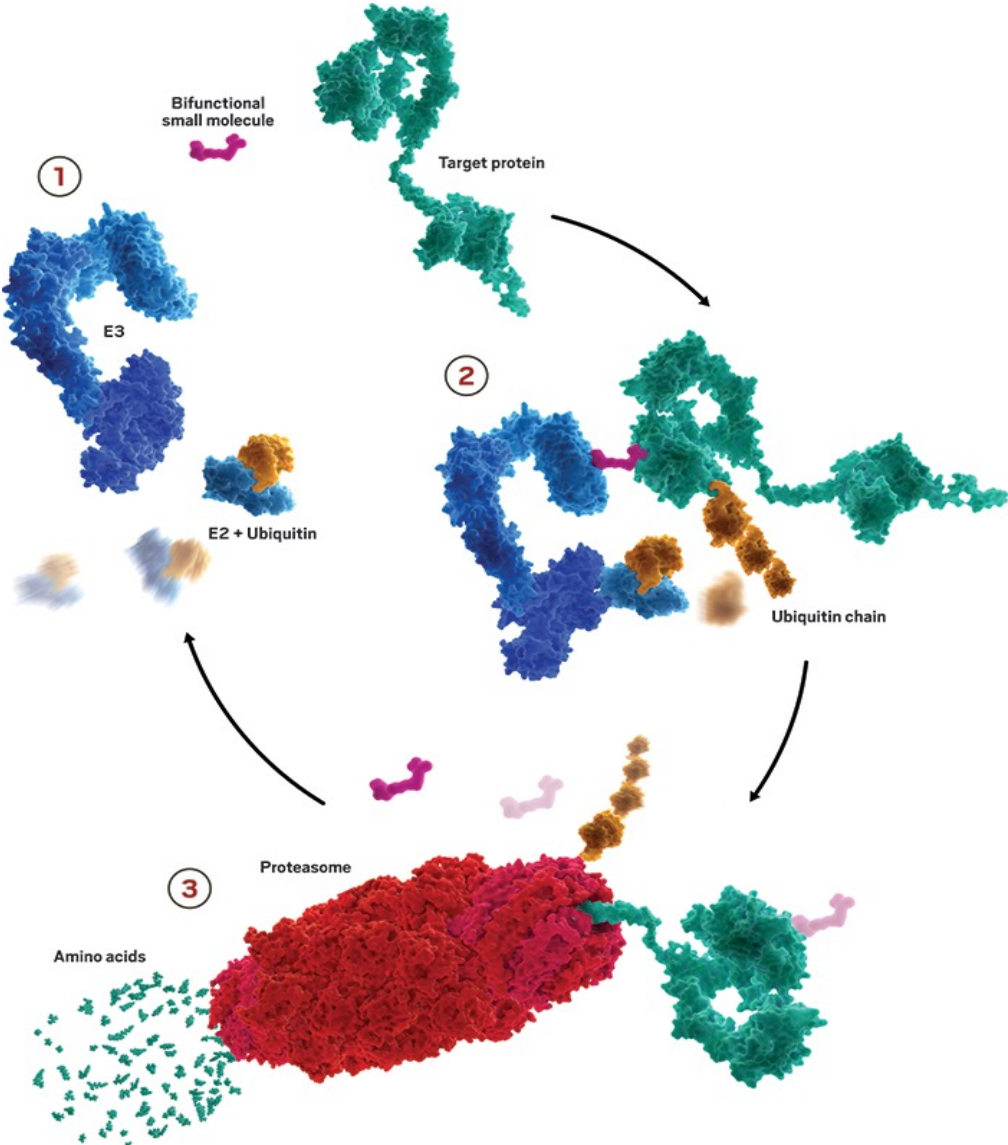 Bifunctional
small molecule
Target protein
1
E3
E2 + Ubiquitin
2
Ubiquitin chain
Proteasome
3
Amino acids